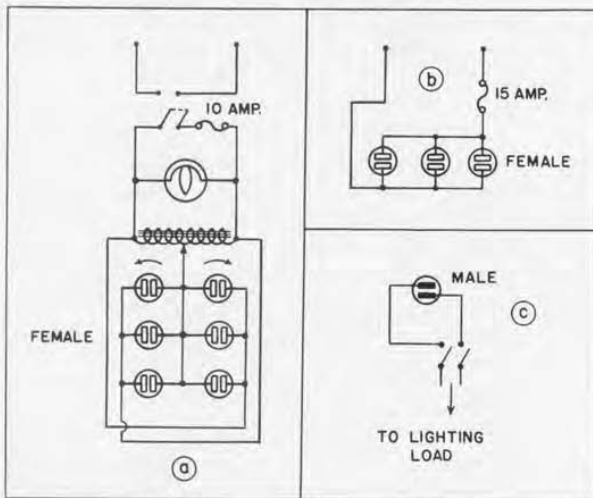 10 AMP.
FEMALE
a
b
15 AMP.
FEMALE
MALE
c
TO LIGHTING
LOAD